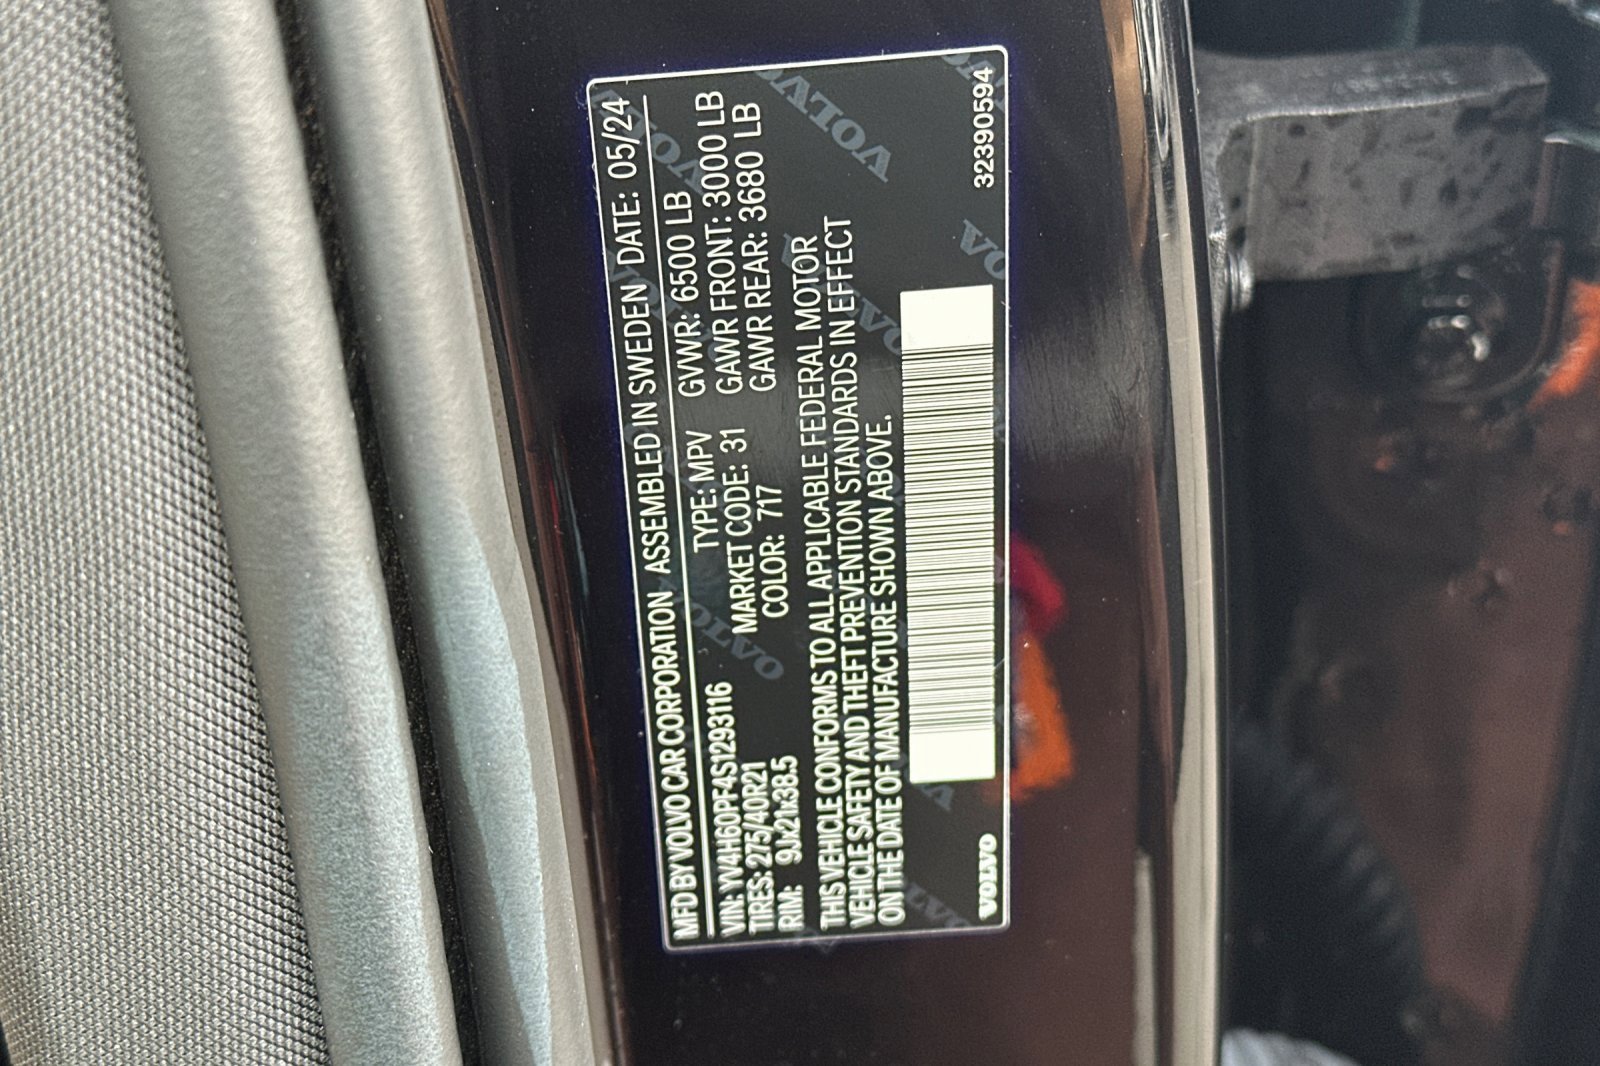 MFD BY VOLVO CAR CORPORATION ASSEMBLED IN SWEDEN DATE: 05/24
VIN: YV4H60PF4S1293116 TYPE: MPV GVWR: 6500 LB
TIRES: 275/40R21 MARKET CODE: 31 GAWR FRONT: 3000 LB
RIM: 9Jx21x38.5 COLOR: 717 GAWR REAR: 3680 LB
THIS VEHICLE CONFORMS TO ALL APPLICABLE FEDERAL MOTOR
VEHICLE SAFETY AND THEFT PREVENTION STANDARDS IN EFFECT
ON THE DATE OF MANUFACTURE SHOWN ABOVE.
VOLVO 32390594